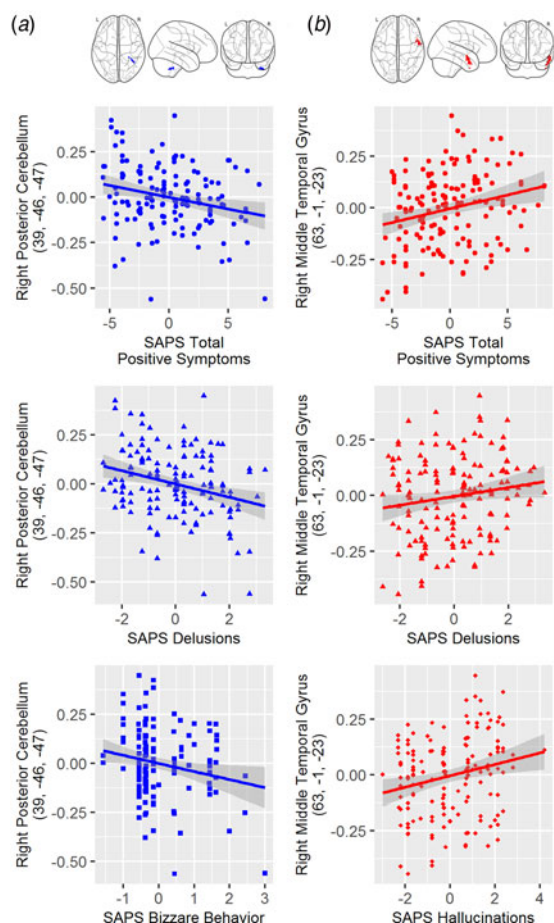 (a)
(b)
L R
L R
L R
L R
Right Posterior Cerebellum
(39, -46, -47)
0.25
0.00
-0.25
-0.50
-5 0 5
SAPS Total
Positive Symptoms
Right Middle Temporal Gyrus
(63, -1, -23)
0.25
0.00
-0.25
-5 0 5
SAPS Total
Positive Symptoms
Right Posterior Cerebellum
(39, -46, -47)
0.25
0.00
-0.25
-0.50
-2 0 2
SAPS Delusions
Right Middle Temporal Gyrus
(63, -1, -23)
0.25
0.00
-0.25
-2 0 2
SAPS Delusions
Right Posterior Cerebellum
(39, -46, -47)
0.25
0.00
-0.25
-0.50
-1 0 1 2 3
SAPS Bizzare Behavior
Right Middle Temporal Gyrus
(63, -1, -23)
0.25
0.00
-0.25
-2 0 2 4
SAPS Hallucinations